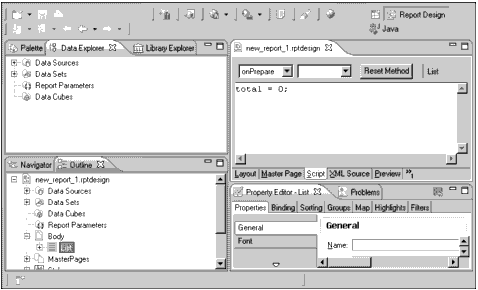 Report Design
Java
Palette Data Explorer Library Explorer
Data Sources
Data Sets
Report Parameters
Data Cubes
new_report_1.rptdesign
onPrepare Reset Method List
total = 0;
Layout Master Page Script XML Source Preview »1
Navigator Outline
new_report_1.rptdesign
Data Sources
Data Sets
Data Cubes
Report Parameters
Body
List
MasterPages
Property Editor - List Problems
Properties Binding Sorting Groups Map Highlights Filters
General
Font
General
Name: